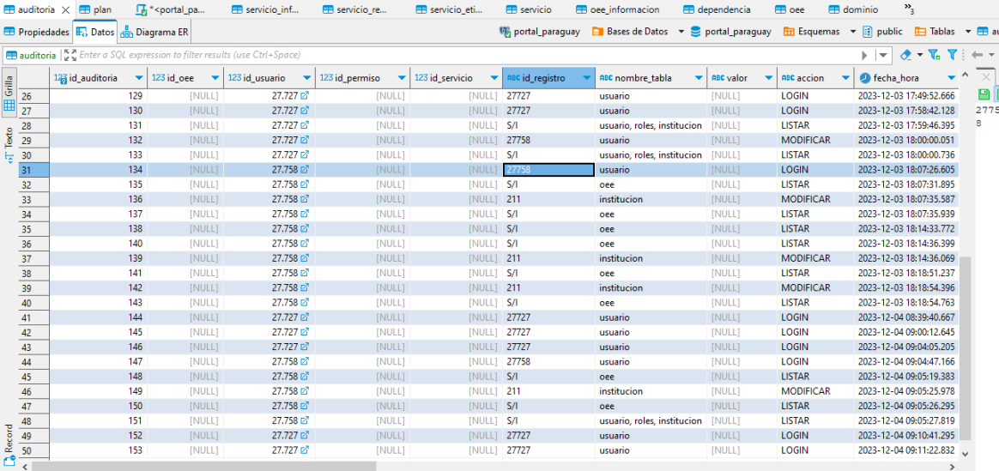 auditoria plan *<portal_pa... servicio_inf... servicio_re... servicio_eti... servicio oee_informacion dependencia oee dominio »3
Propiedades Datos Diagrama ER portal_paraguay Bases de Datos portal_paraguay Esquemas public Tablas au
auditoria Enter a SQL expression to filter results (use Ctrl+Space)
Grilla
Texto
Record
123 id_auditoria 123 id_oee 123 id_usuario 123 id_permiso 123 id_servicio ABC id_registro ABC nombre_tabla ABC valor ABC accion fecha_hora
26 129 [NULL] 27.727 [NULL] [NULL] 27727 usuario [NULL] LOGIN 2023-12-03 17:49:52.666
27 130 [NULL] 27.727 [NULL] [NULL] 27727 usuario [NULL] LOGIN 2023-12-03 17:58:42.128
28 131 [NULL] 27.727 [NULL] [NULL] S/I usuario, roles, institucion [NULL] LISTAR 2023-12-03 17:59:46.395
29 132 [NULL] 27.727 [NULL] [NULL] 27758 usuario [NULL] MODIFICAR 2023-12-03 18:00:00.051
30 133 [NULL] 27.727 [NULL] [NULL] S/I usuario, roles, institucion [NULL] LISTAR 2023-12-03 18:00:00.736
31 134 [NULL] 27.758 [NULL] [NULL] 27758 usuario [NULL] LOGIN 2023-12-03 18:07:26.605
32 135 [NULL] 27.758 [NULL] [NULL] S/I oee [NULL] LISTAR 2023-12-03 18:07:31.895
33 136 [NULL] 27.758 [NULL] [NULL] 211 institucion [NULL] MODIFICAR 2023-12-03 18:07:35.587
34 137 [NULL] 27.758 [NULL] [NULL] S/I oee [NULL] LISTAR 2023-12-03 18:07:35.939
35 138 [NULL] 27.758 [NULL] [NULL] S/I oee [NULL] LISTAR 2023-12-03 18:14:33.772
36 140 [NULL] 27.758 [NULL] [NULL] S/I oee [NULL] LISTAR 2023-12-03 18:14:36.399
37 139 [NULL] 27.758 [NULL] [NULL] 211 institucion [NULL] MODIFICAR 2023-12-03 18:14:36.069
38 141 [NULL] 27.758 [NULL] [NULL] S/I oee [NULL] LISTAR 2023-12-03 18:18:51.237
39 142 [NULL] 27.758 [NULL] [NULL] 211 institucion [NULL] MODIFICAR 2023-12-03 18:18:54.396
40 143 [NULL] 27.758 [NULL] [NULL] S/I oee [NULL] LISTAR 2023-12-03 18:18:54.763
41 144 [NULL] 27.727 [NULL] [NULL] 27727 usuario [NULL] LOGIN 2023-12-04 08:39:40.667
42 145 [NULL] 27.727 [NULL] [NULL] 27727 usuario [NULL] LOGIN 2023-12-04 09:00:12.645
43 146 [NULL] 27.727 [NULL] [NULL] 27727 usuario [NULL] LOGIN 2023-12-04 09:04:05.205
44 147 [NULL] 27.758 [NULL] [NULL] 27758 usuario [NULL] LOGIN 2023-12-04 09:04:47.166
45 148 [NULL] 27.758 [NULL] [NULL] S/I oee [NULL] LISTAR 2023-12-04 09:05:19.383
46 149 [NULL] 27.758 [NULL] [NULL] 211 institucion [NULL] MODIFICAR 2023-12-04 09:05:25.978
47 150 [NULL] 27.758 [NULL] [NULL] S/I oee [NULL] LISTAR 2023-12-04 09:05:26.295
48 151 [NULL] 27.758 [NULL] [NULL] S/I usuario, roles, institucion [NULL] LISTAR 2023-12-04 09:05:27.819
49 152 [NULL] 27.727 [NULL] [NULL] 27727 usuario [NULL] LOGIN 2023-12-04 09:10:41.295
50 153 [NULL] 27.727 [NULL] [NULL] 27727 usuario [NULL] LOGIN 2023-12-04 09:11:22.832
2775
8